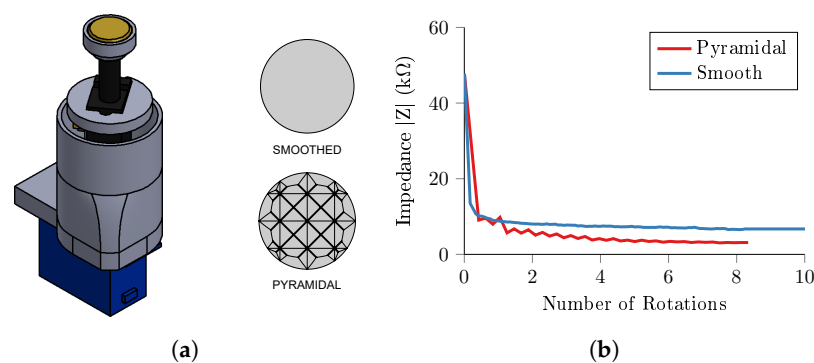 SMOOTHED
PYRAMIDAL
(a)
Impedance |Z| (kΩ)
60
40
20
0
0 2 4 6 8 10
Number of Rotations
Pyramidal
Smooth
(b)